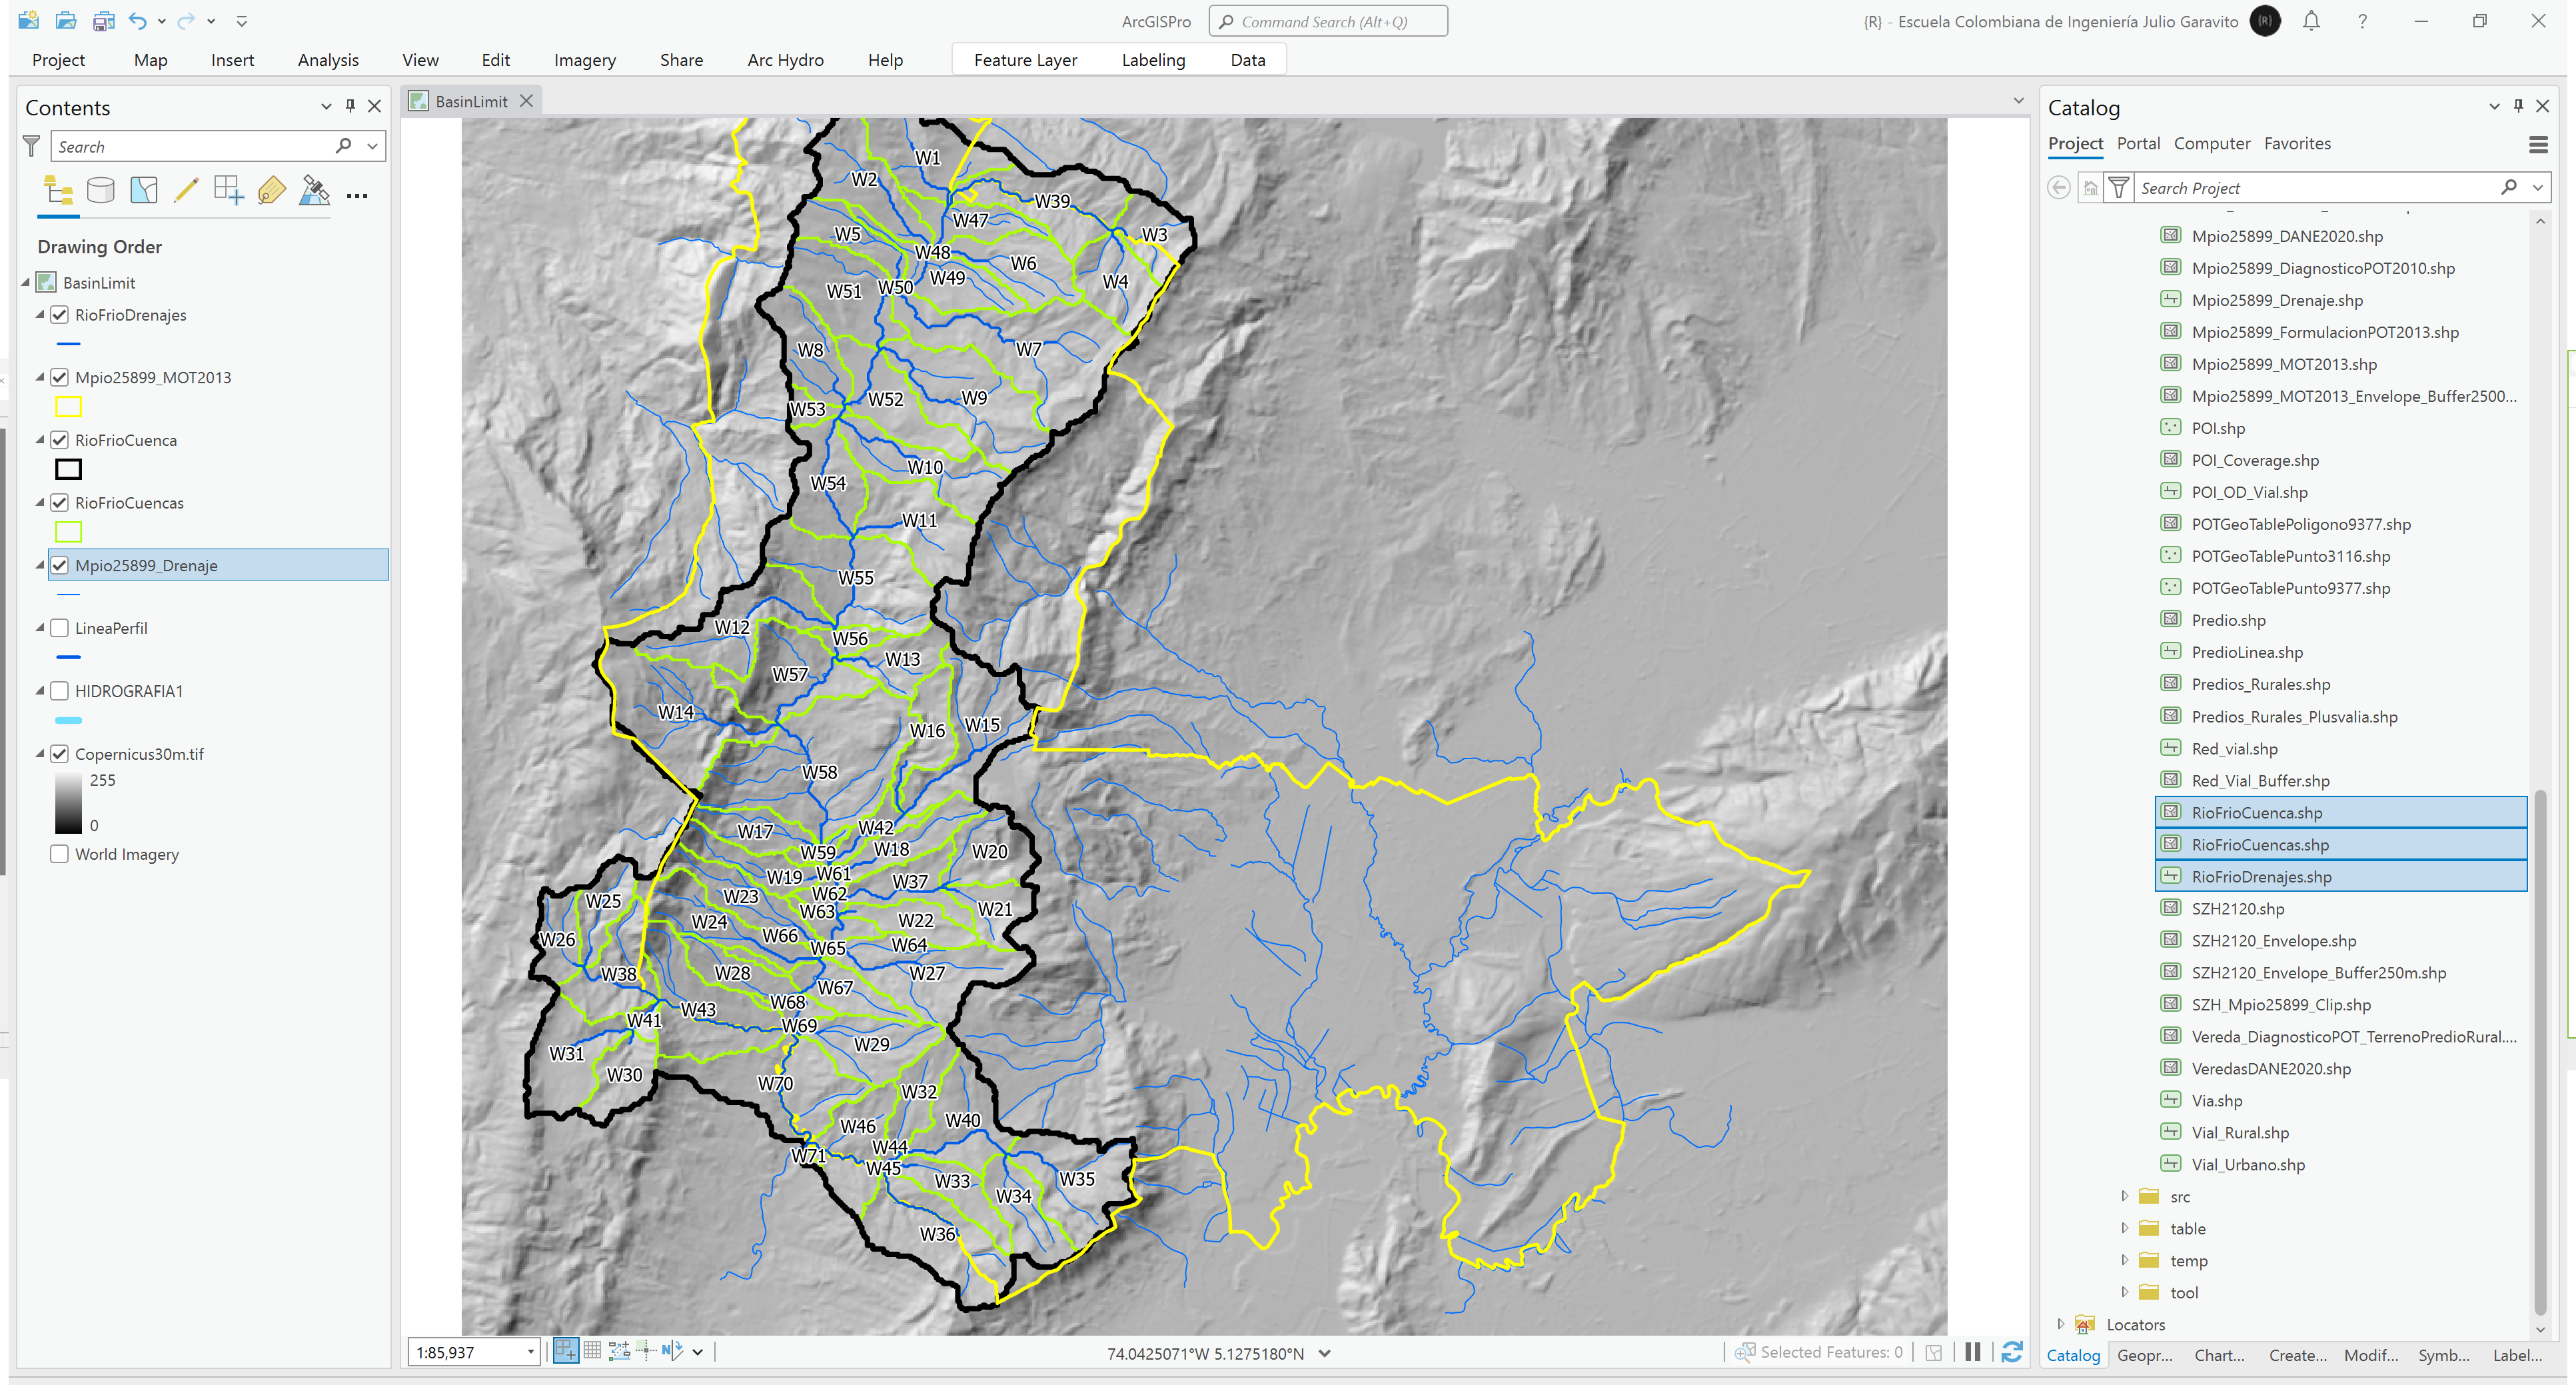 ArcGISPro
Command Search (Alt+Q)
{R} - Escuela Colombiana de Ingeniería Julio Garavito
{R}
?
Project
Map
Insert
Analysis
View
Edit
Imagery
Share
Arc Hydro
Help
Feature Layer
Labeling
Data
Contents
Search
Drawing Order
BasinLimit
RioFrioDrenajes
Mpio25899_MOT2013
RioFrioCuenca
RioFrioCuencas
Mpio25899_Drenaje
LineaPerfil
HIDROGRAFIA1
Copernicus30m.tif
255
0
World Imagery
BasinLimit
W1
W2
W39
W47
W5
W3
W48
W6
W49
W4
W50
W51
W7
W8
W9
W52
W53
W10
W54
W11
W55
W12
W56
W13
W57
W14
W15
W16
W58
W42
W17
W18
W59
W20
W61
W19
W37
W62
W23
W25
W21
W63
W22
W24
W66
W26
W64
W65
W28
W38
W27
W67
W68
W43
W41
W69
W29
W31
W30
W70
W32
W40
W46
W44
W71
W45
W35
W33
W34
W36
1:85,937
N
74.0425071°W 5.1275180°N
Selected Features: 0
Catalog
Project
Portal
Computer
Favorites
Search Project
Mpio25899_DANE2020.shp
Mpio25899_DiagnosticoPOT2010.shp
Mpio25899_Drenaje.shp
Mpio25899_FormulacionPOT2013.shp
Mpio25899_MOT2013.shp
Mpio25899_MOT2013_Envelope_Buffer2500...
POI.shp
POI_Coverage.shp
POI_OD_Vial.shp
POTGeoTablePoligono9377.shp
POTGeoTablePunto3116.shp
POTGeoTablePunto9377.shp
Predio.shp
PredioLinea.shp
Predios_Rurales.shp
Predios_Rurales_Plusvalia.shp
Red_vial.shp
Red_Vial_Buffer.shp
RioFrioCuenca.shp
RioFrioCuencas.shp
RioFrioDrenajes.shp
SZH2120.shp
SZH2120_Envelope.shp
SZH2120_Envelope_Buffer250m.shp
SZH_Mpio25899_Clip.shp
Vereda_DiagnosticoPOT_TerrenoPredioRural....
VeredasDANE2020.shp
Via.shp
Vial_Rural.shp
Vial_Urbano.shp
src
table
temp
tool
Locators
Catalog
Geopr...
Chart...
Create...
Modif...
Symb...
Label...